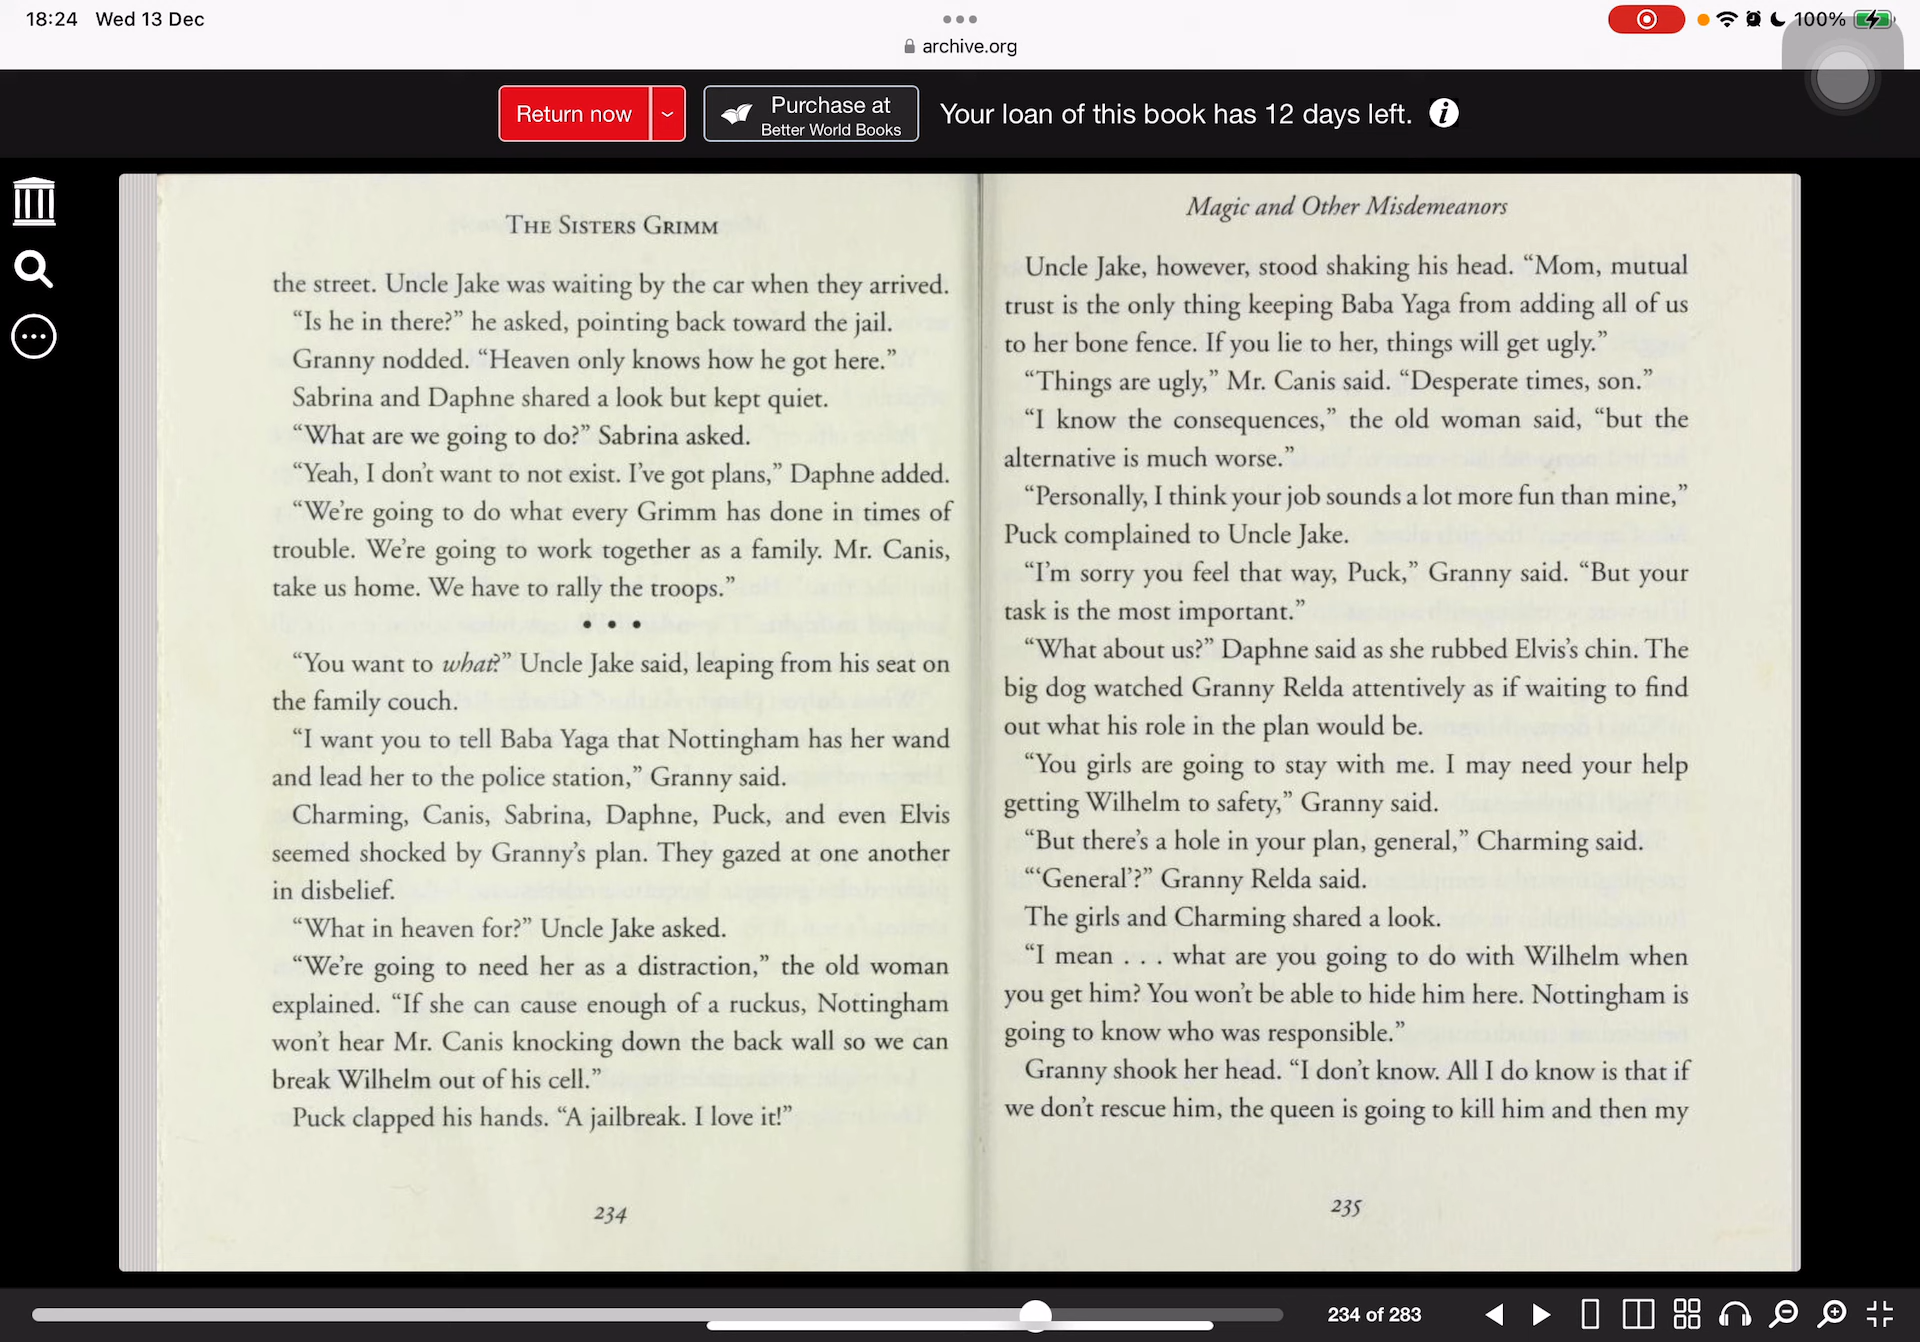 18:24 Wed 13 Dec
archive.org
100%
Return now
Purchase at
Better World Books
Your loan of this book has 12 days left.
THE SISTERS GRIMM
the street. Uncle Jake was waiting by the car when they arrived.
“Is he in there?” he asked, pointing back toward the jail.
Granny nodded. “Heaven only knows how he got here.”
Sabrina and Daphne shared a look but kept quiet.
“What are we going to do?” Sabrina asked.
“Yeah, I don’t want to not exist. I’ve got plans,” Daphne added.
“We’re going to do what every Grimm has done in times of
trouble. We’re going to work together as a family. Mr. Canis,
take us home. We have to rally the troops.”
• • •
“You want to what?” Uncle Jake said, leaping from his seat on
the family couch.
“I want you to tell Baba Yaga that Nottingham has her wand
and lead her to the police station,” Granny said.
Charming, Canis, Sabrina, Daphne, Puck, and even Elvis
seemed shocked by Granny’s plan. They gazed at one another
in disbelief.
“What in heaven for?” Uncle Jake asked.
“We’re going to need her as a distraction,” the old woman
explained. “If she can cause enough of a ruckus, Nottingham
won’t hear Mr. Canis knocking down the back wall so we can
break Wilhelm out of his cell.”
Puck clapped his hands. “A jailbreak. I love it!”
234
Magic and Other Misdemeanors
Uncle Jake, however, stood shaking his head. “Mom, mutual
trust is the only thing keeping Baba Yaga from adding all of us
to her bone fence. If you lie to her, things will get ugly.”
“Things are ugly,” Mr. Canis said. “Desperate times, son.”
“I know the consequences,” the old woman said, “but the
alternative is much worse.”
“Personally, I think your job sounds a lot more fun than mine,”
Puck complained to Uncle Jake.
“I’m sorry you feel that way, Puck,” Granny said. “But your
task is the most important.”
“What about us?” Daphne said as she rubbed Elvis’s chin. The
big dog watched Granny Relda attentively as if waiting to find
out what his role in the plan would be.
“You girls are going to stay with me. I may need your help
getting Wilhelm to safety,” Granny said.
“But there’s a hole in your plan, general,” Charming said.
“‘General’?” Granny Relda said.
The girls and Charming shared a look.
“I mean . . . what are you going to do with Wilhelm when
you get him? You won’t be able to hide him here. Nottingham is
going to know who was responsible.”
Granny shook her head. “I don’t know. All I do know is that if
we don’t rescue him, the queen is going to kill him and then my
235
234 of 283